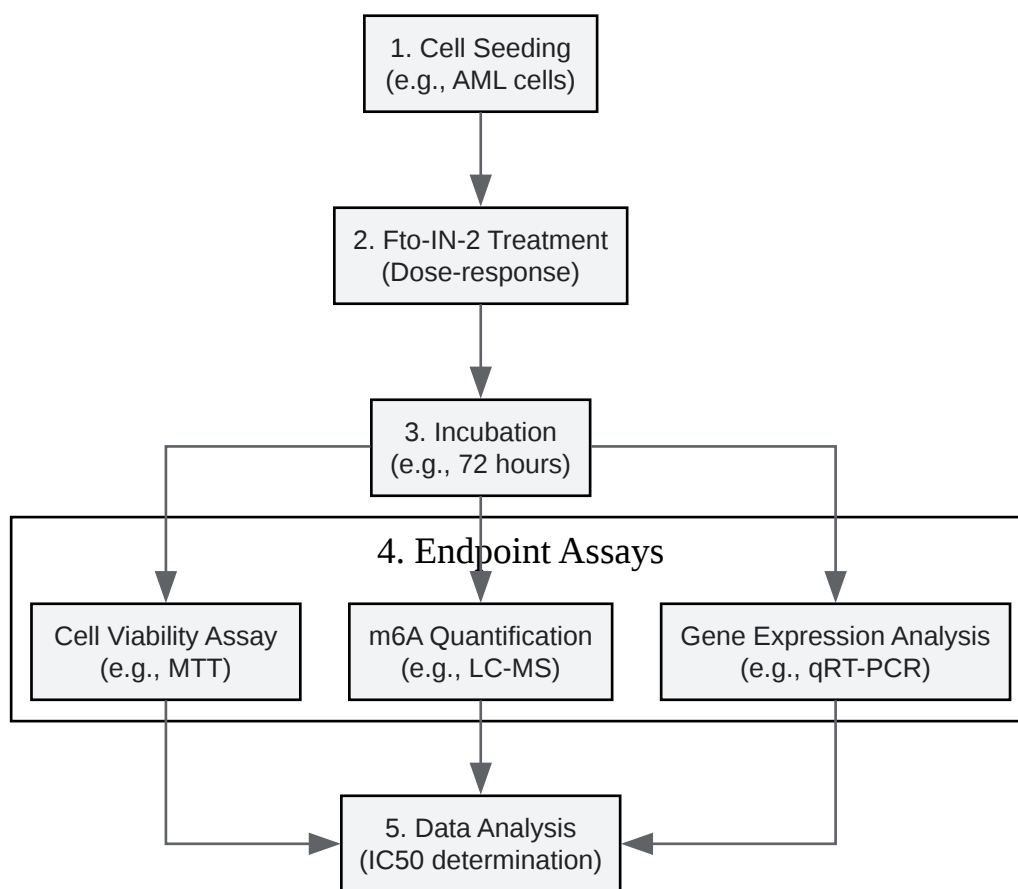 1. Cell Seeding
(e.g., AML cells)
2. Fto-IN-2 Treatment
(Dose-response)
3. Incubation
(e.g., 72 hours)
4. Endpoint Assays
Cell Viability Assay
(e.g., MTT)
m6A Quantification
(e.g., LC-MS)
Gene Expression Analysis
(e.g., qRT-PCR)
5. Data Analysis
(IC50 determination)